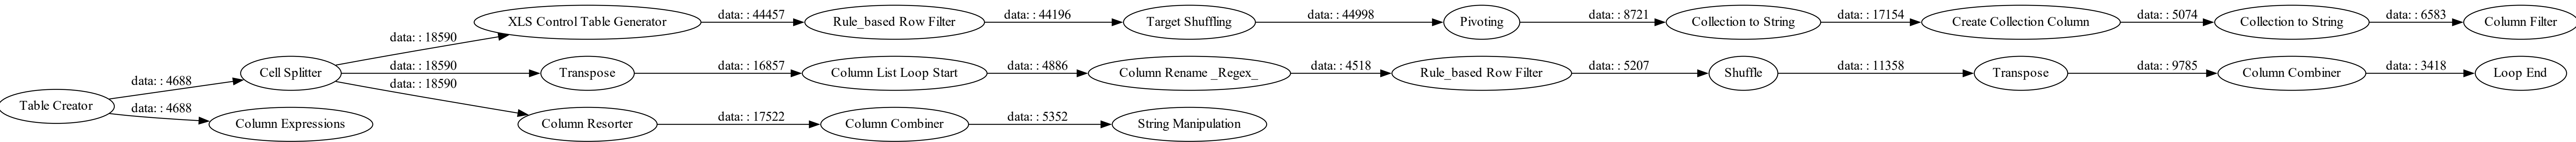 XLS Control Table Generator
data: : 44457
Rule_based Row Filter
data: : 44196
Target Shuffling
data: : 44998
Pivoting
data: : 8721
Collection to String
data: : 17154
Create Collection Column
data: : 5074
Collection to String
data: : 6583
Column Filter
data: : 18590
Table Creator
data: : 4688
Cell Splitter
data: : 18590
Transpose
data: : 16857
Column List Loop Start
data: : 4886
Column Rename _Regex_
data: : 4518
Rule_based Row Filter
data: : 5207
Shuffle
data: : 11358
Transpose
data: : 9785
Column Combiner
data: : 3418
Loop End
data: : 4688
Column Expressions
data: : 18590
Column Resorter
data: : 17522
Column Combiner
data: : 5352
String Manipulation